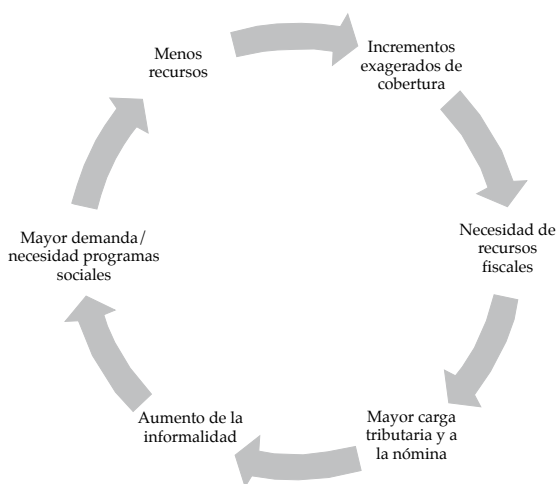 Menos
recursos
Incrementos
exagerados de
cobertura
Necesidad de
recursos
fiscales
Mayor carga
tributaria y a
la nómina
Aumento de la
informalidad
Mayor demanda/
necesidad programas
sociales